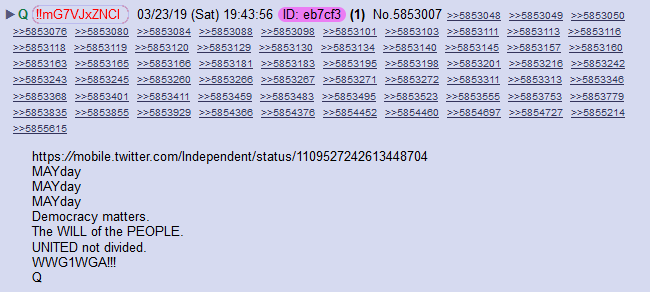 Q !!mG7VJxZNCI 03/23/19 (Sat) 19:43:56 ID: eb7cf3 (1) No.5853007 >>5853048 >>5853049 >>5853050
>>5853076 >>5853080 >>5853084 >>5853088 >>5853098 >>5853101 >>5853103 >>5853111 >>5853113 >>5853116
>>5853118 >>5853119 >>5853120 >>5853129 >>5853130 >>5853134 >>5853140 >>5853145 >>5853157 >>5853160
>>5853163 >>5853165 >>5853166 >>5853181 >>5853183 >>5853195 >>5853198 >>5853201 >>5853216 >>5853242
>>5853243 >>5853245 >>5853260 >>5853266 >>5853267 >>5853271 >>5853272 >>5853311 >>5853313 >>5853346
>>5853368 >>5853401 >>5853411 >>5853459 >>5853483 >>5853495 >>5853523 >>5853555 >>5853753 >>5853779
>>5853835 >>5853855 >>5853929 >>5854366 >>5854376 >>5854452 >>5854460 >>5854697 >>5854727 >>5855214
>>5855615
https://mobile.twitter.com/Independent/status/1109527242613448704
MAYday
MAYday
MAYday
Democracy matters.
The WILL of the PEOPLE.
UNITED not divided.
WWG1WGA!!!
Q